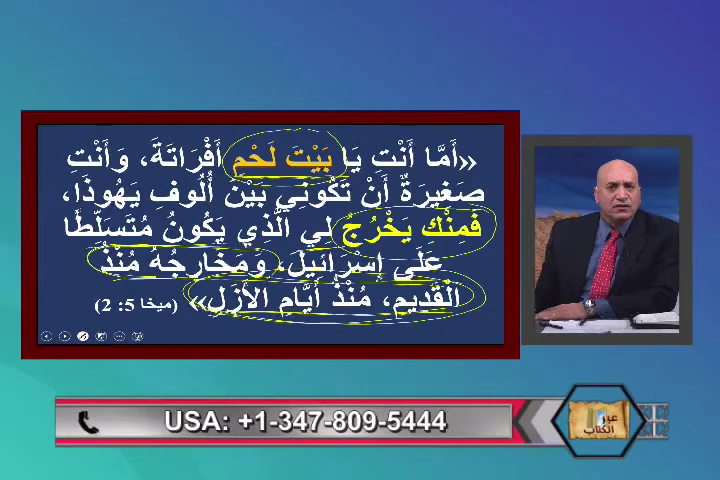 «أَمَّا أَنْتِ يَا بَيْتَ لَحْمِ أَفْرَاتَةَ، وَأَنْتِ
صَغِيرَةٌ أَنْ تَكُونِي بَيْنَ أُلُوفِ يَهُوذَا،
فَمِنْكِ يَخْرُجُ لِي الَّذِي يَكُونُ مُتَسَلِّطًا
عَلَى إِسْرَائِيلَ، وَمَخَارِجُهُ مُنْذُ
الْقَدِيمِ، مُنْذُ أَيَّامِ الأَزَلِ» (ميخا 5: 2)
USA: +1-347-809-5444
عبر
الكتاب